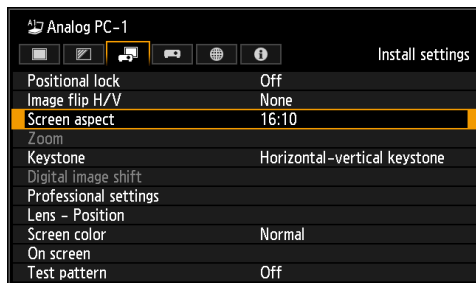 Analog PC-1
Install settings
Positional lock Off
Image flip H/V None
Screen aspect 16:10
Zoom
Keystone Horizontal-vertical keystone
Digital image shift
Professional settings
Lens - Position
Screen color Normal
On screen
Test pattern Off